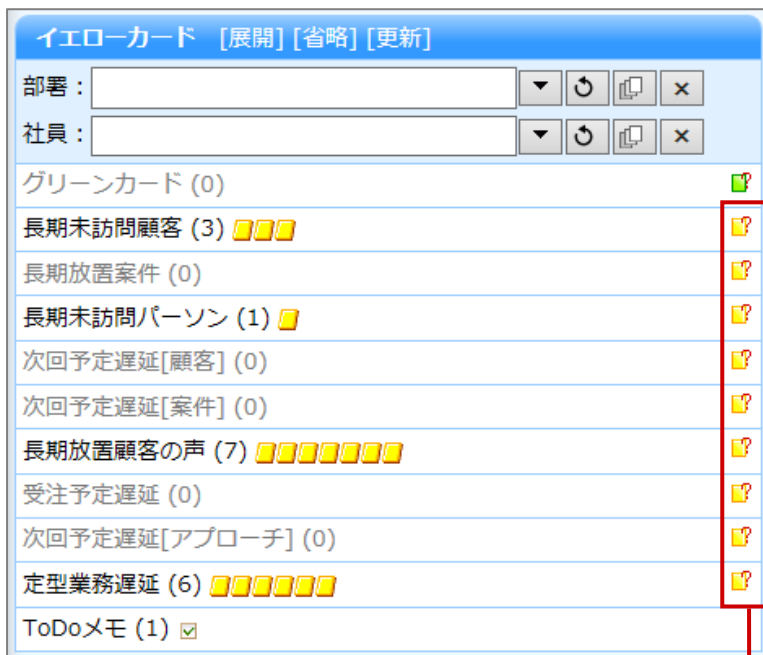 イエローカード [展開] [省略] [更新]
部署：
社員：
グリーンカード (0)
長期未訪問顧客 (3)
長期放置案件 (0)
長期未訪問パーソン (1)
次回予定遅延[顧客] (0)
次回予定遅延[案件] (0)
長期放置顧客の声 (7)
受注予定遅延 (0)
次回予定遅延[アプローチ] (0)
定型業務遅延 (6)
ToDoメモ (1)